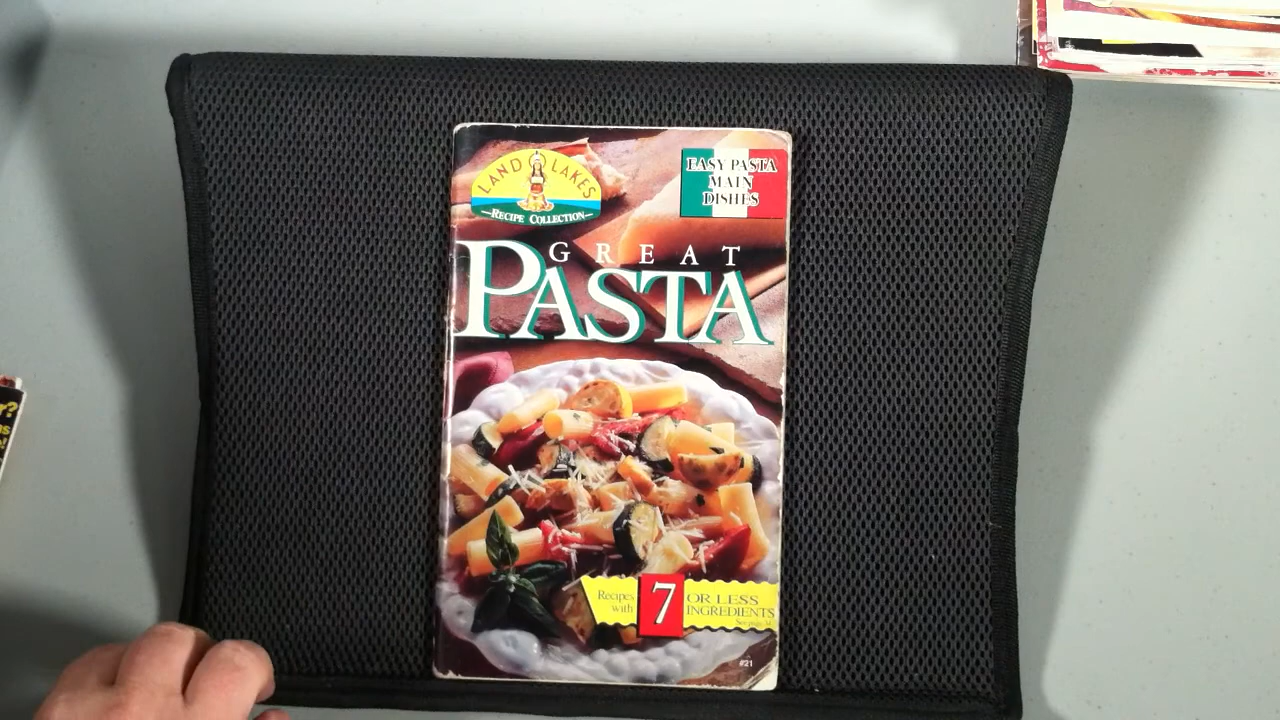 LAND O LAKES
RECIPE COLLECTION
EASY PASTA
MAIN
DISHES
GREAT
PASTA
Recipes
with
7
OR LESS
INGREDIENTS
#21